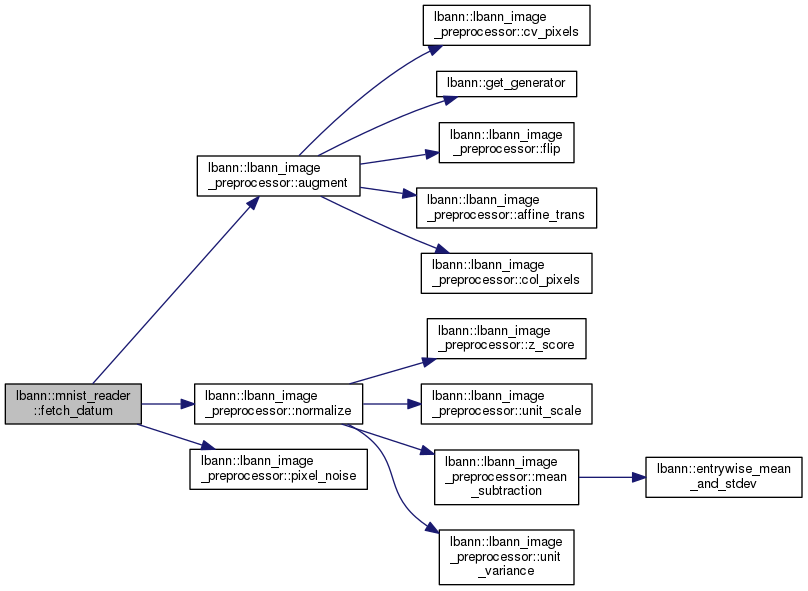 lbann::lbann_image
_preprocessor::cv_pixels
lbann::get_generator
lbann::lbann_image
_preprocessor::flip
lbann::lbann_image
_preprocessor::augment
lbann::lbann_image
_preprocessor::affine_trans
lbann::lbann_image
_preprocessor::col_pixels
lbann::lbann_image
_preprocessor::z_score
lbann::mnist_reader
::fetch_datum
lbann::lbann_image
_preprocessor::normalize
lbann::lbann_image
_preprocessor::unit_scale
lbann::lbann_image
_preprocessor::pixel_noise
lbann::lbann_image
_preprocessor::mean
_subtraction
lbann::entrywise_mean
_and_stdev
lbann::lbann_image
_preprocessor::unit
_variance